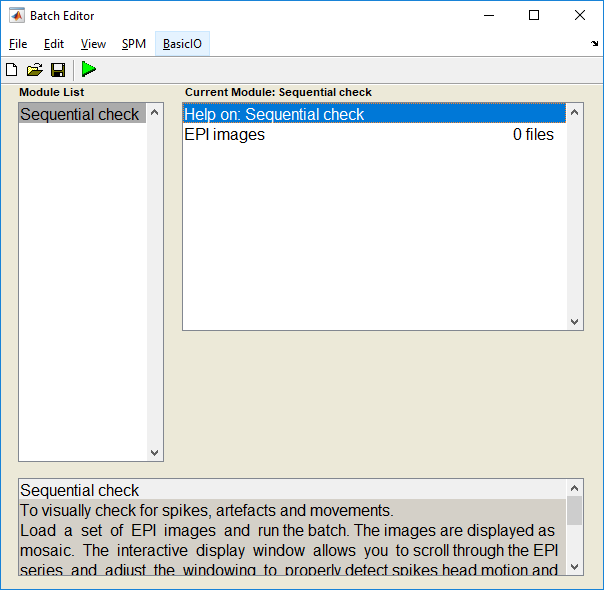 Batch Editor
File Edit View SPM BasicIO
Module List
Current Module: Sequential check
Sequential check
Help on: Sequential check
EPI images 0 files
Sequential check
To visually check for spikes, artefacts and movements.
Load a set of EPI images and run the batch. The images are displayed as
mosaic. The interactive display window allows you to scroll through the EPI
series and adjust the windowing to properly detect spikes head motion and